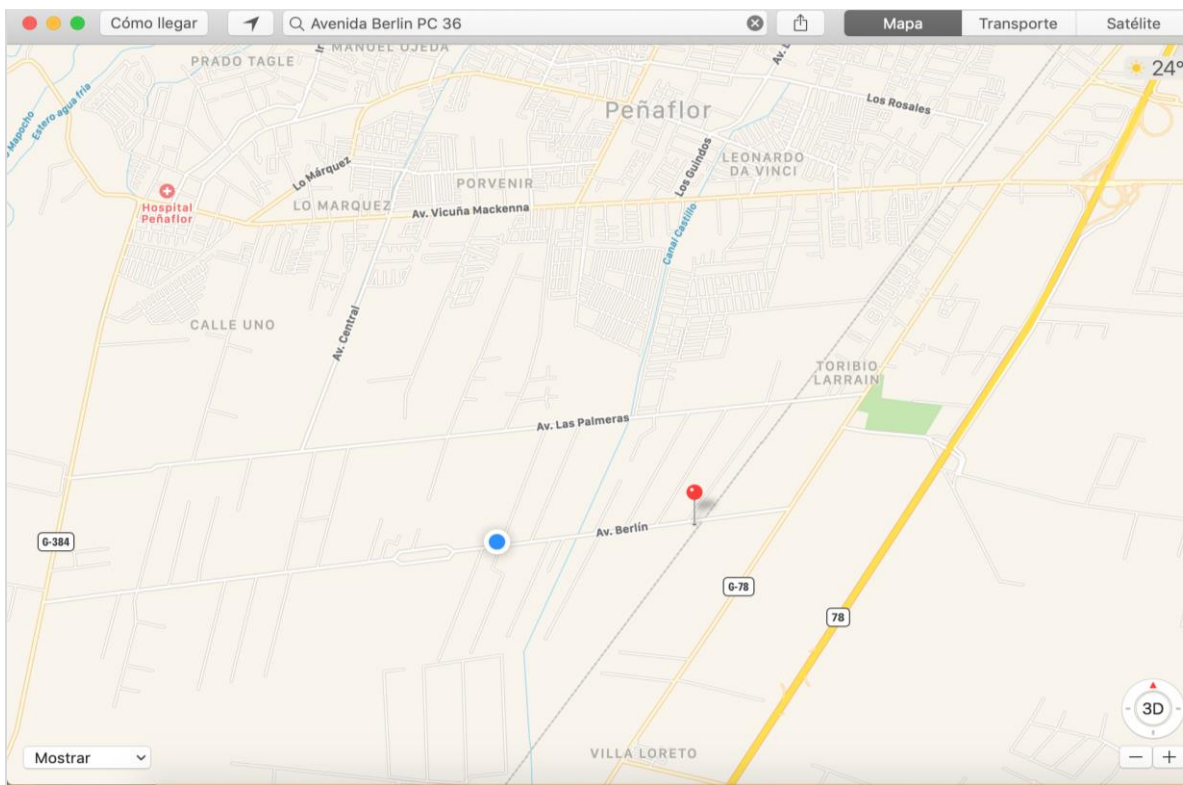 Cómo llegar
Avenida Berlin PC 36
Mapa
Transporte
Satélite
MANUEL OJEDA
PRADO TAGLE
24°
Estero agua fria
Mapocho
Peñaflor
Los Rosales
Lo Márquez
Los Guindos
LEONARDO
DA VINCI
PORVENIR
Hospital
Peñaflor
LO MARQUEZ
Av. Vicuña Mackenna
Canal Castillo
CALLE UNO
Av. Central
TORIBIO
LARRAIN
Av. Las Palmeras
Av. Berlín
G-384
G-78
78
3D
VILLA LORETO
Mostrar